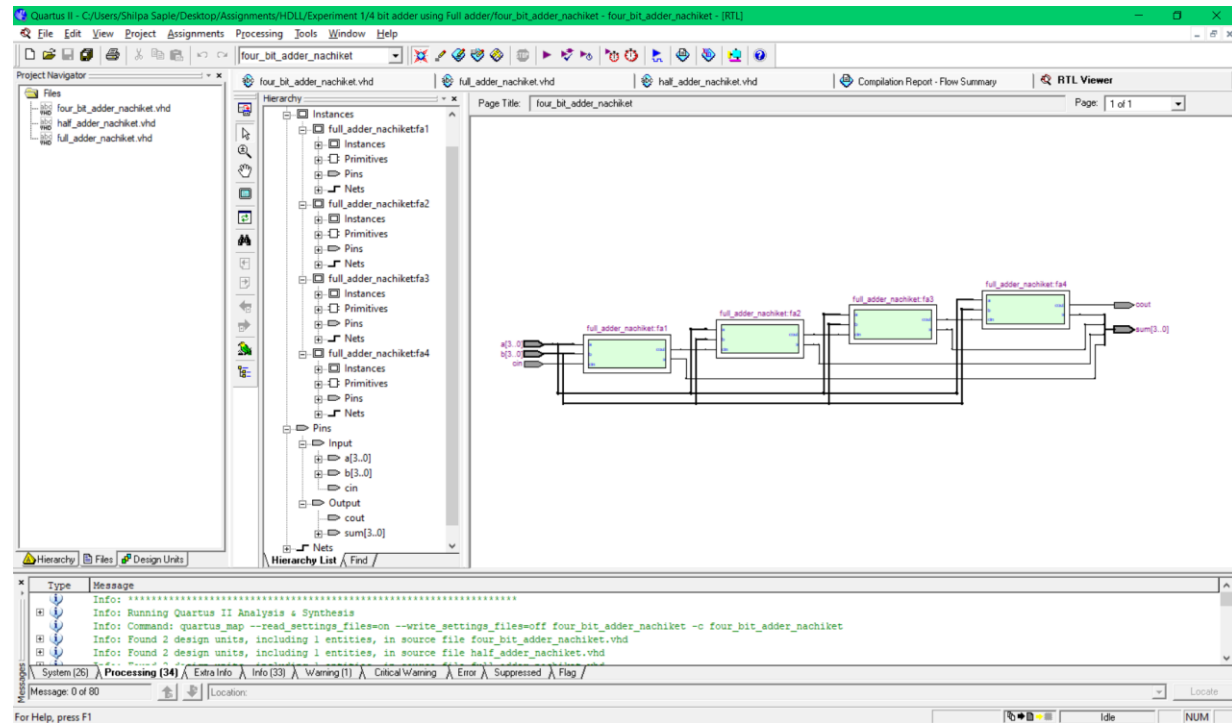 Quartus II - C:/Users/Shilpa Saple/Desktop/Assignments/HDLL/Experiment 1/4 bit adder using Full adder/four_bit_adder_nachiket - four_bit_adder_nachiket - [RTL]
File Edit View Project Assignments Processing Tools Window Help
four_bit_adder_nachiket
Project Navigator
Files
four_bit_adder_nachiket.vhd
half_adder_nachiket.vhd
full_adder_nachiket.vhd
Hierarchy Files Design Units
four_bit_adder_nachiket.vhd full_adder_nachiket.vhd half_adder_nachiket.vhd Compilation Report - Flow Summary RTL Viewer
Hierarchy
Instances
full_adder_nachiket:fa1
Instances
Primitives
Pins
Nets
full_adder_nachiket:fa2
Instances
Primitives
Pins
Nets
full_adder_nachiket:fa3
Instances
Primitives
Pins
Nets
full_adder_nachiket:fa4
Instances
Primitives
Pins
Nets
Pins
Input
a[3..0]
b[3..0]
cin
Output
cout
sum[3..0]
Nets
Hierarchy List Find
Page Title: four_bit_adder_nachiket Page: 1 of 1
full_adder_nachiket:fa4
full_adder_nachiket:fa3
cout
full_adder_nachiket:fa2
full_adder_nachiket:fa1
sum[3..0]
a[3..0]
b[3..0]
cin
Messages
Type Message
Info: *******************************************************************
Info: Running Quartus II Analysis & Synthesis
Info: Command: quartus_map --read_settings_files=on --write_settings_files=off four_bit_adder_nachiket -c four_bit_adder_nachiket
Info: Found 2 design units, including 1 entities, in source file four_bit_adder_nachiket.vhd
Info: Found 2 design units, including 1 entities, in source file half_adder_nachiket.vhd
System (26) Processing (34) Extra Info Info (33) Warning (1) Critical Warning Error Suppressed Flag
Message: 0 of 80 Location: Locate
For Help, press F1 Idle NUM